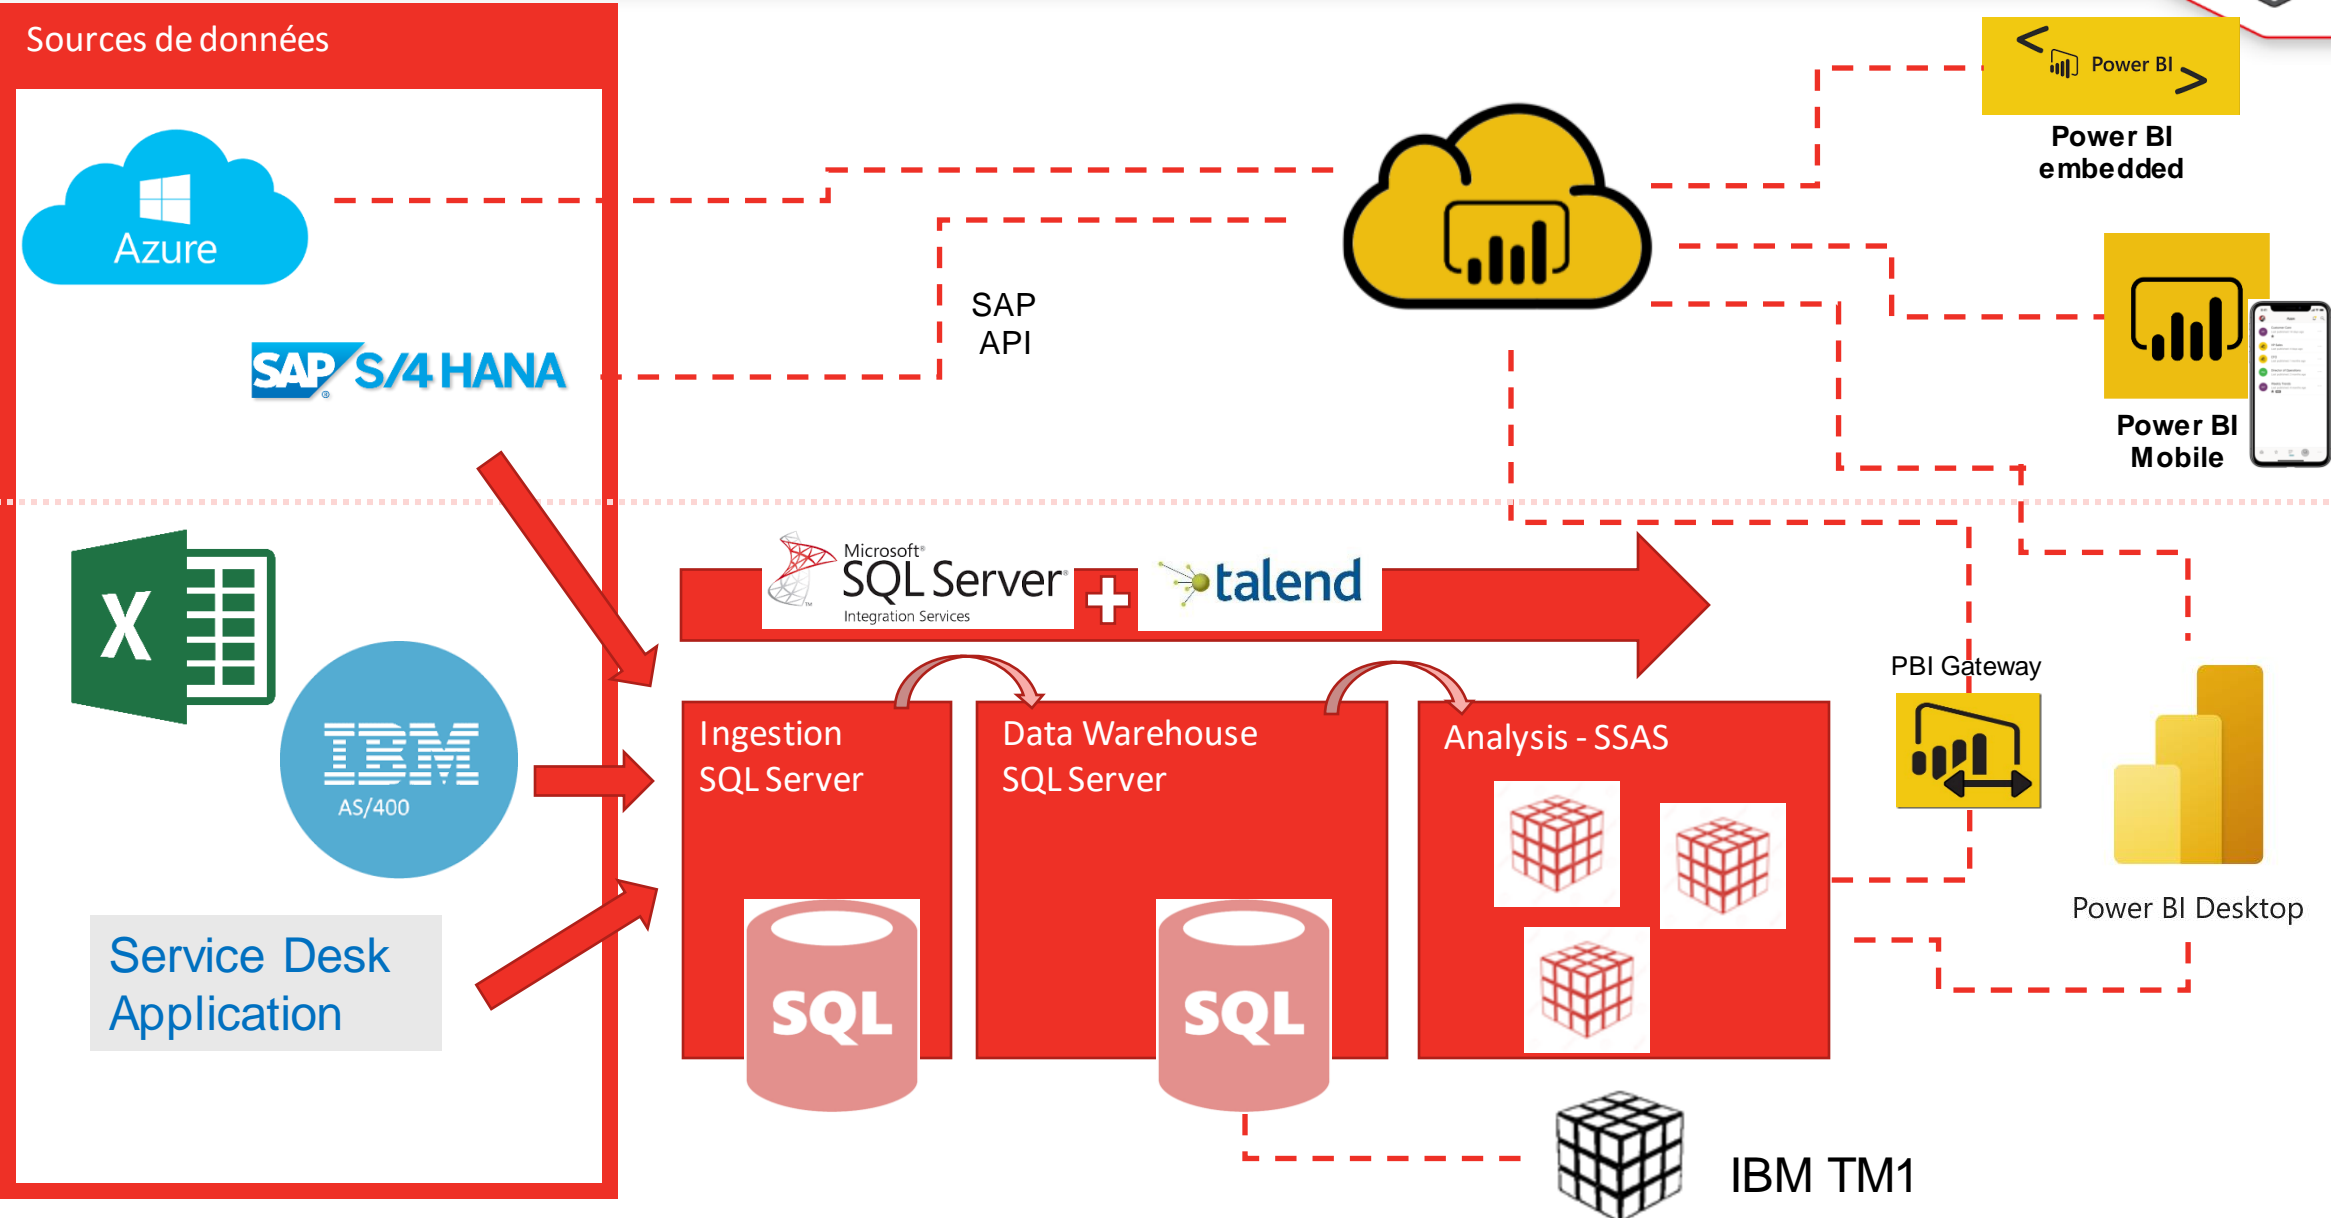 Sources de données
Azure
SAP S/4 HANA
®
SAP
API
< Power BI >
Power BI
embedded
Power BI
Mobile
X
IBM
AS/400
Service Desk
Application
Microsoft®
SQL Server®
Integration Services
talend
Ingestion
SQL Server
SQL
Data Warehouse
SQL Server
SQL
Analysis - SSAS
PBI Gateway
Power BI Desktop
IBM TM1